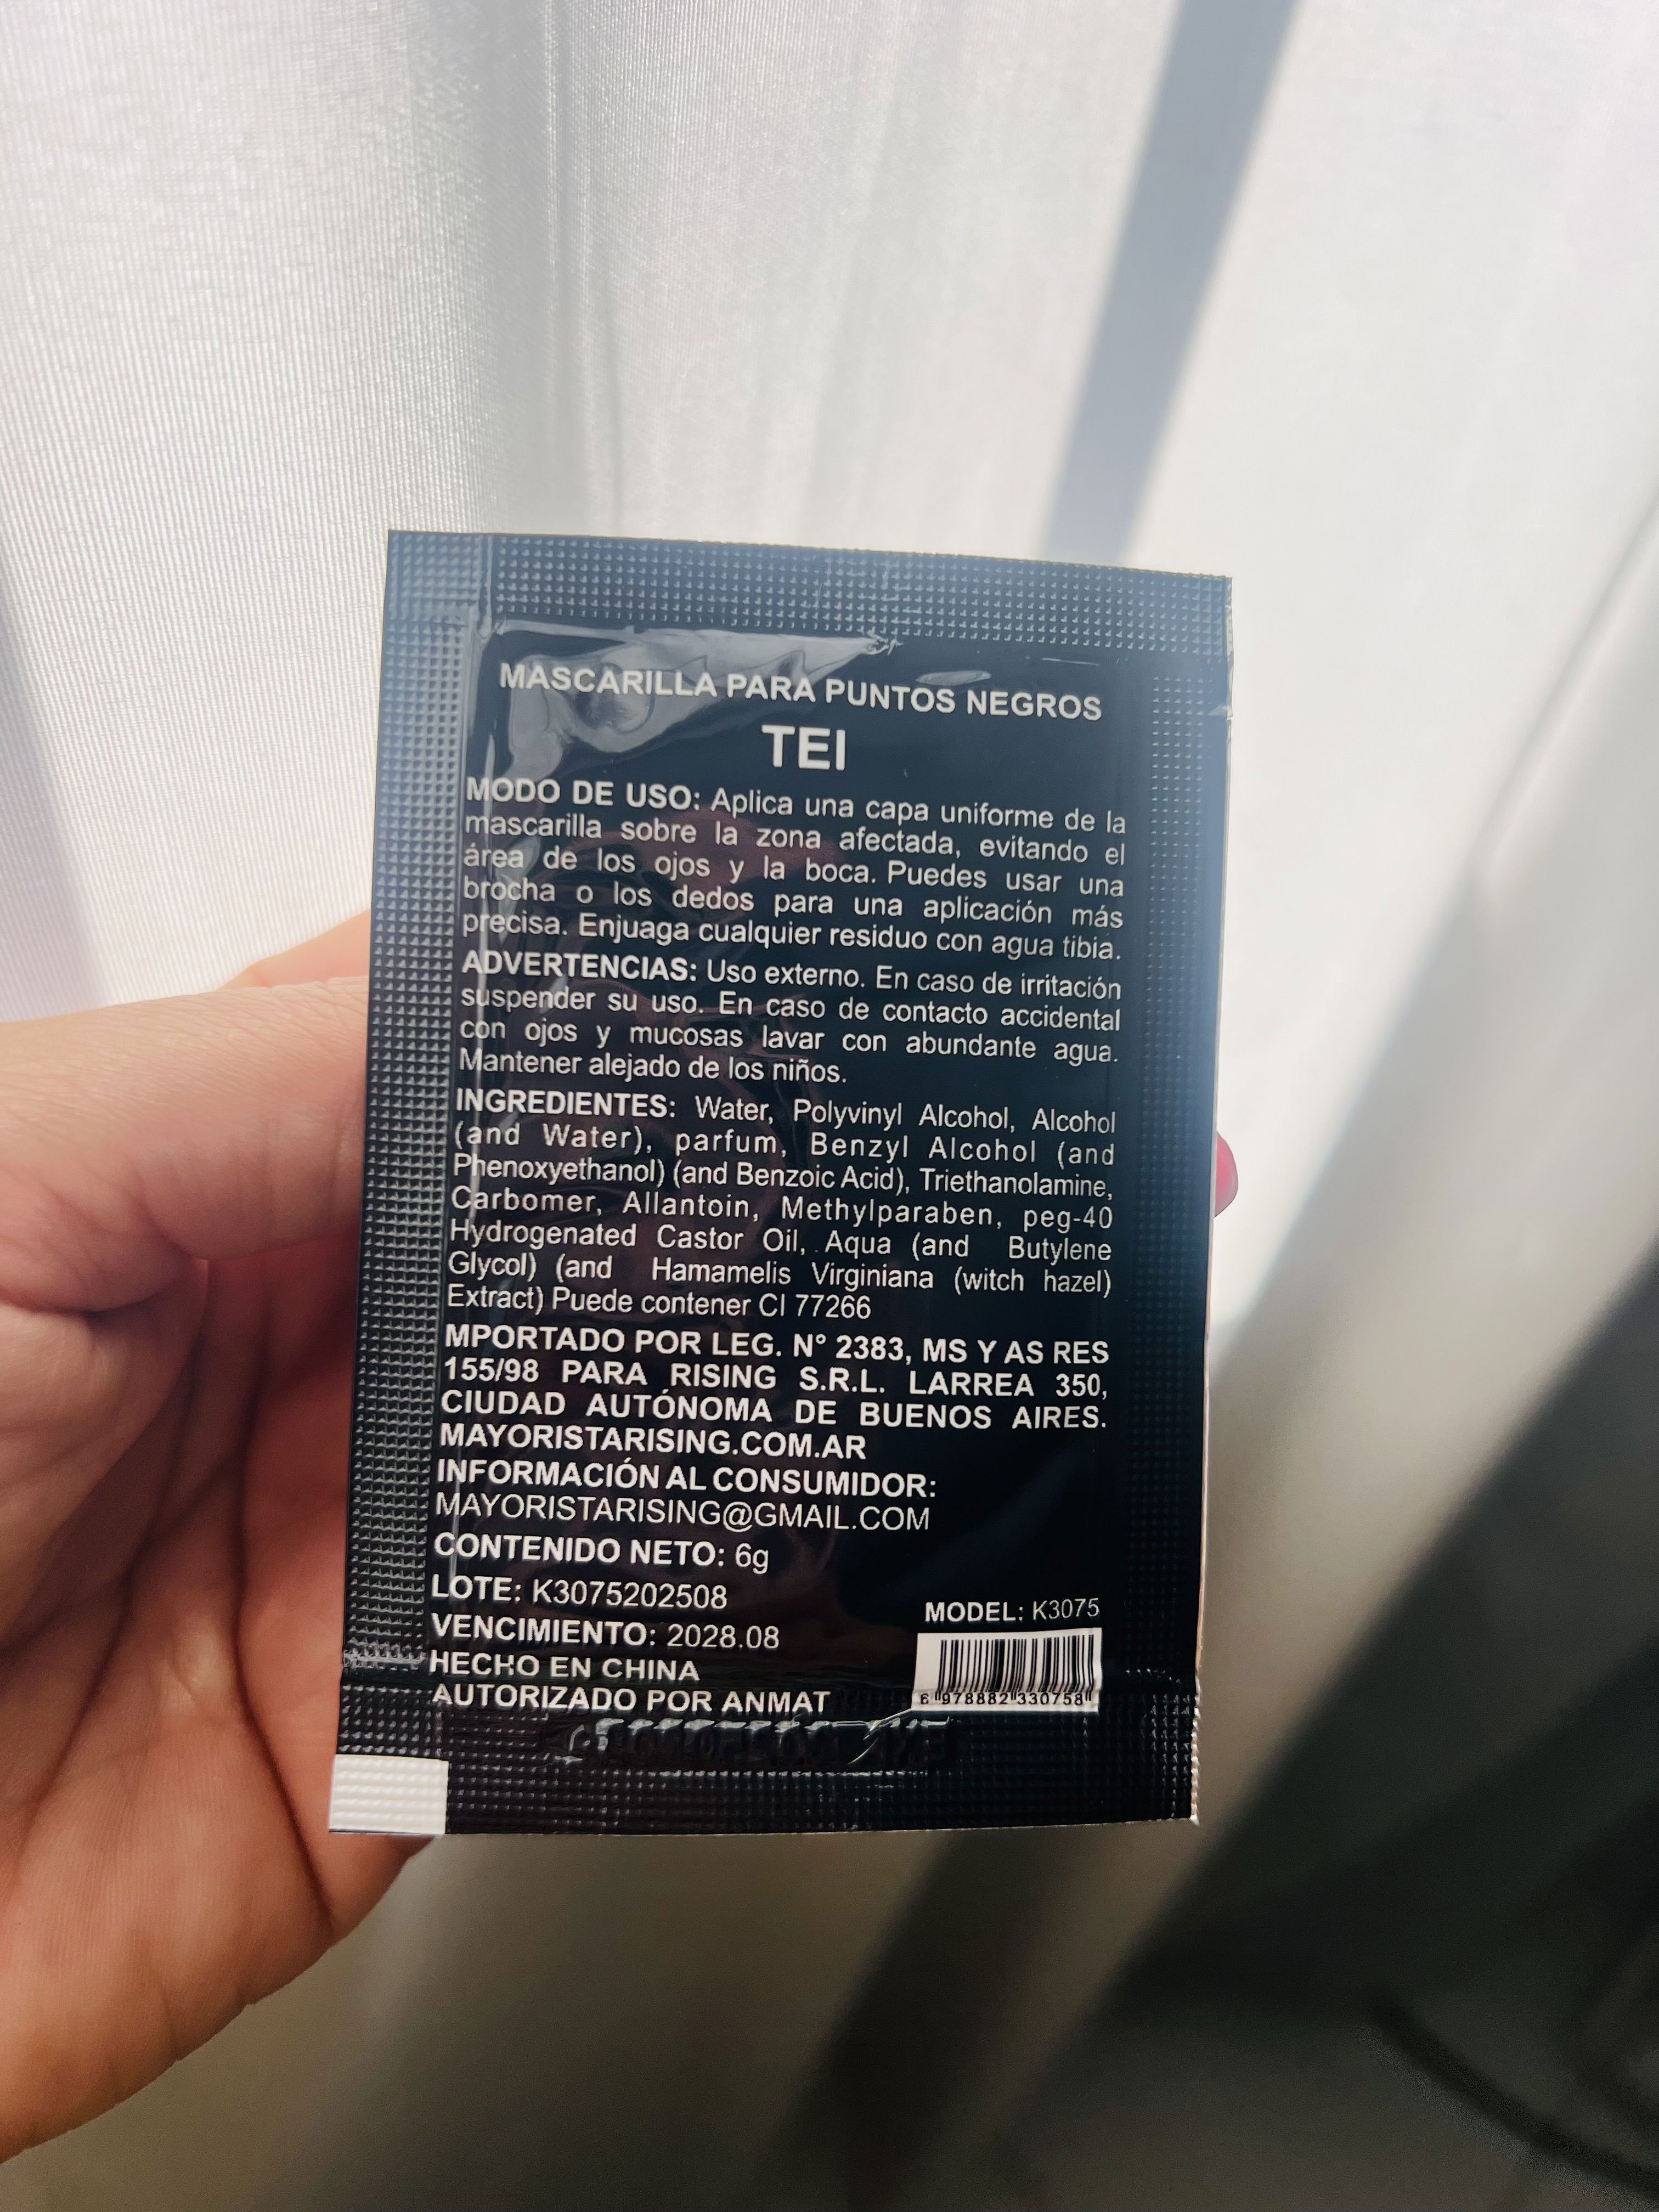 MASCARILLA PARA PUNTOS NEGROS
TEI
MODO DE USO: Aplica una capa uniforme de la
mascarilla sobre la zona afectada, evitando el
área de los ojos y la boca. Puedes usar una
brocha o los dedos para una aplicación más
precisa. Enjuaga cualquier residuo con agua tibia.
ADVERTENCIAS: Uso externo. En caso de irritación
suspender su uso. En caso de contacto accidental
con ojos y mucosas lavar con abundante agua.
Mantener alejado de los niños.
INGREDIENTES: Water, Polyvinyl Alcohol, Alcohol
(and Water), parfum, Benzyl Alcohol (and
Phenoxyethanol) (and Benzoic Acid), Triethanolamine,
Carbomer, Allantoin, Methylparaben, peg-40
Hydrogenated Castor Oil, Aqua (and Butylene
Glycol) (and Hamamelis Virginiana (witch hazel)
Extract) Puede contener CI 77266
MPORTADO POR LEG. N° 2383, MS Y AS RES
155/98 PARA RISING S.R.L. LARREA 350,
CIUDAD AUTÓNOMA DE BUENOS AIRES.
MAYORISTARISING.COM.AR
INFORMACIÓN AL CONSUMIDOR:
MAYORISTARISING@GMAIL.COM
CONTENIDO NETO: 6g
LOTE: K3075202508
VENCIMIENTO: 2028.08
HECHO EN CHINA
AUTORIZADO POR ANMAT
MODEL: K3075
6 978882 330758